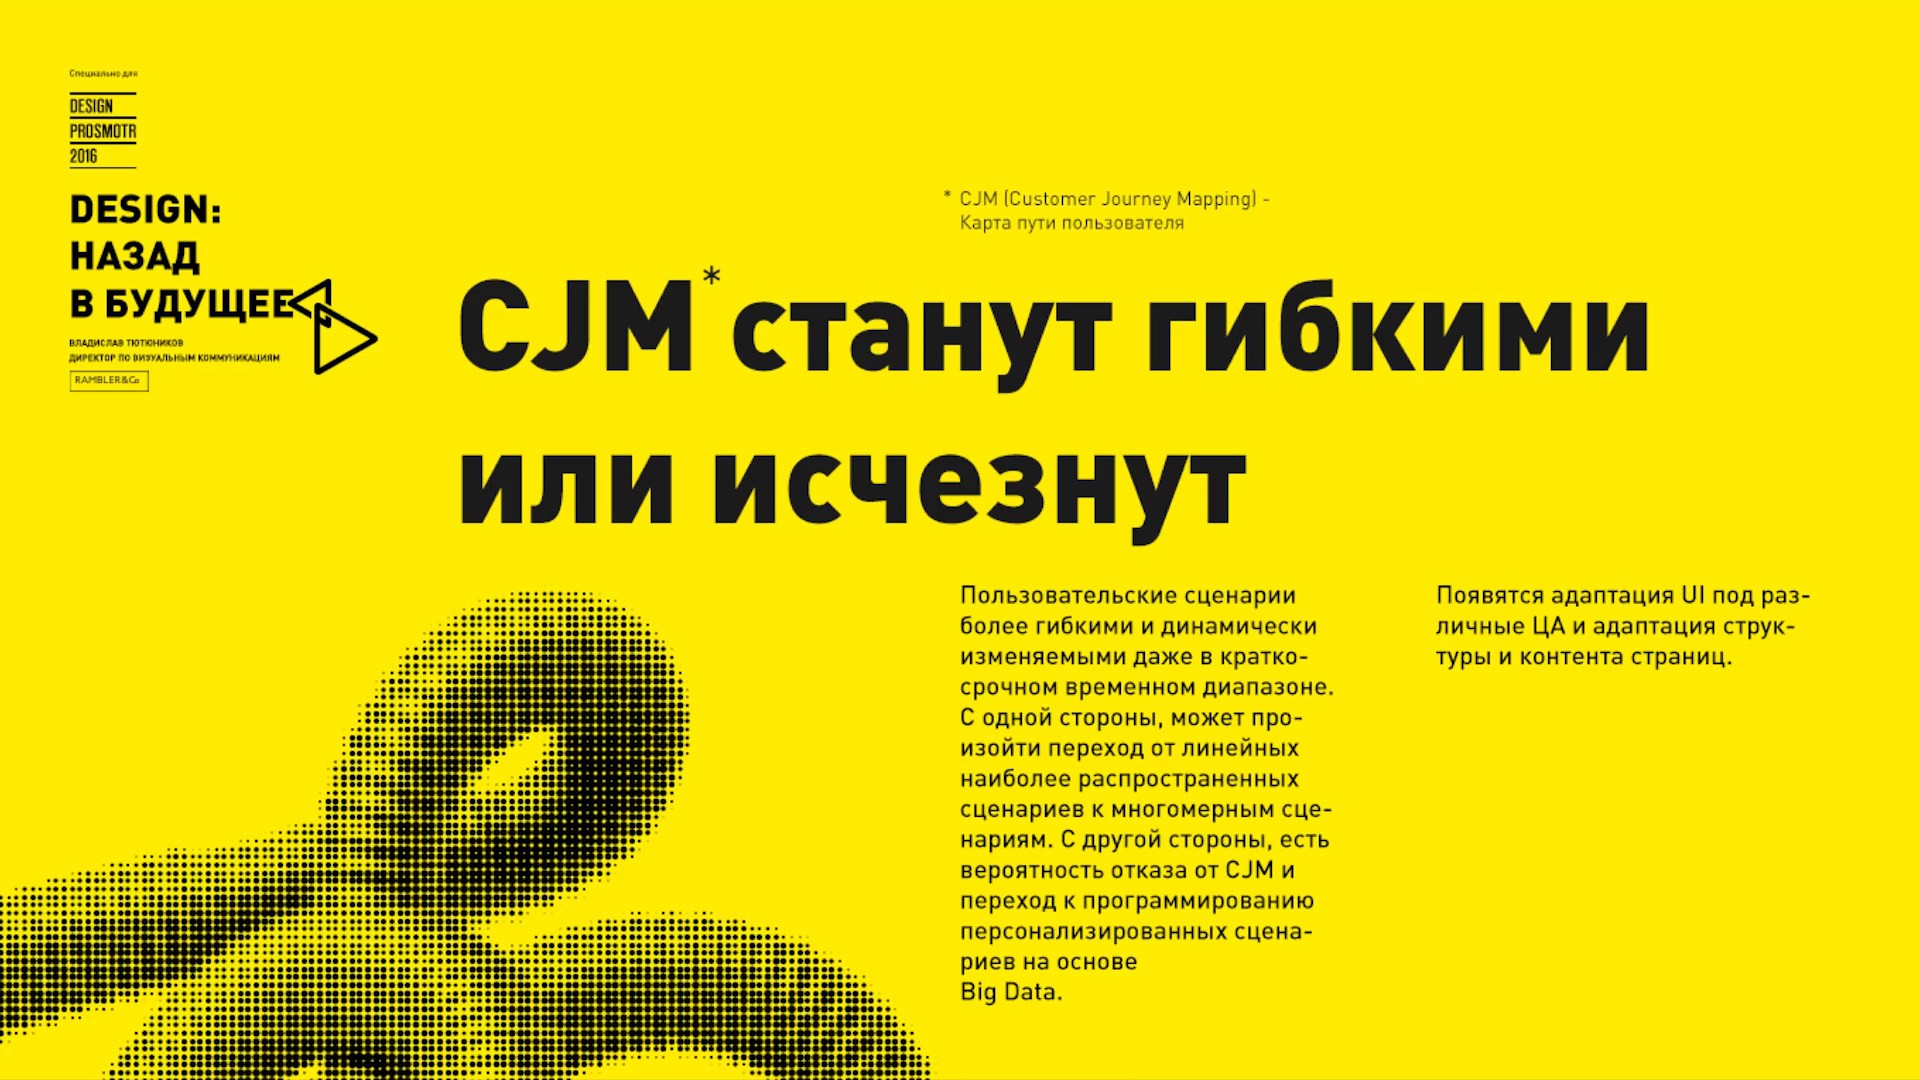 Специально для
DESIGN
PROSMOTR
2016
DESIGN:
НАЗАД
В БУДУЩЕЕ
ВЛАДИСЛАВ ТЮТЮНИКОВ
ДИРЕКТОР ПО ВИЗУАЛЬНЫМ КОММУНИКАЦИЯМ
RAMBLER&Co
* CJM (Customer Journey Mapping) -
Карта пути пользователя
CJM* станут гибкими
или исчезнут
Пользовательские сценарии
более гибкими и динамически
изменяемыми даже в кратко-
срочном временном диапазоне.
С одной стороны, может про-
изойти переход от линейных
наиболее распространенных
сценариев к многомерным сце-
нариям. С другой стороны, есть
вероятность отказа от CJM и
переход к программированию
персонализированных сцена-
риев на основе
Big Data.
Появятся адаптация UI под раз-
личные ЦА и адаптация струк-
туры и контента страниц.